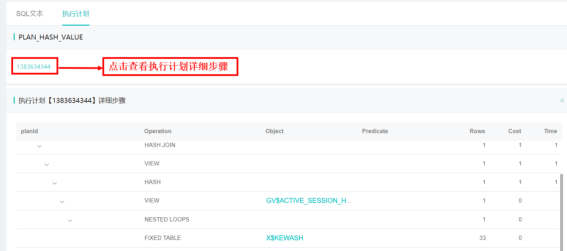 SQL文本 执行计划
PLAN_HASH_VALUE
1383634344 点击查看执行计划详细步骤
执行计划【1383634344】详细步骤 ×
planId Operation Object Predicate Rows Cost Time
HASH JOIN 1 1 1
VIEW 1 1 1
HASH 1 1 1
VIEW GV$ACTIVE_SESSION_H... 1 0
NESTED LOOPS 1 0
FIXED TABLE X$KEWASH 33 0